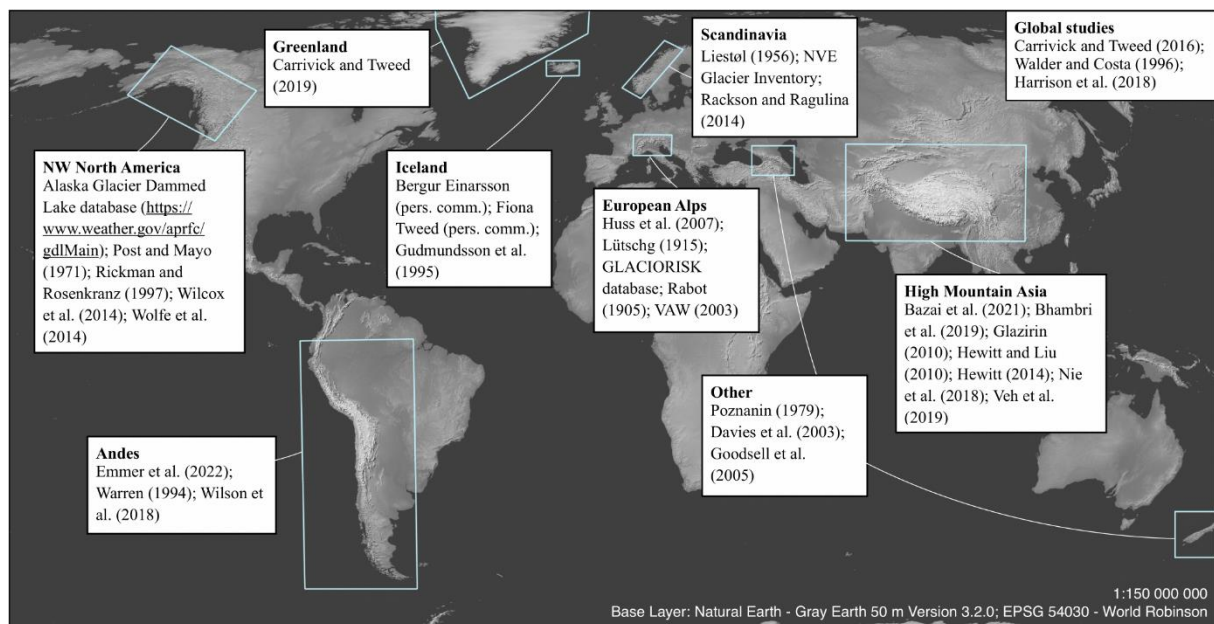 Greenland
Carrivick and Tweed
(2019)
Scandinavia
Liestøl (1956); NVE
Glacier Inventory;
Rackson and Ragulina
(2014)
Global studies
Carrivick and Tweed (2016);
Walder and Costa (1996);
Harrison et al. (2018)
NW North America
Alaska Glacier Dammed
Lake database (https://
www.weather.gov/aprfc/
gdlMain); Post and Mayo
(1971); Rickman and
Rosenkranz (1997); Wilcox
et al. (2014); Wolfe et al.
(2014)
Iceland
Bergur Einarsson
(pers. comm.); Fiona
Tweed (pers. comm.);
Gudmundsson et al.
(1995)
European Alps
Huss et al. (2007);
Lütschg (1915);
GLACIORISK
database; Rabot
(1905); VAW (2003)
High Mountain Asia
Bazai et al. (2021); Bhambri
et al. (2019); Glazirin
(2010); Hewitt and Liu
(2010); Hewitt (2014); Nie
et al. (2018); Veh et al.
(2019)
Other
Poznanin (1979);
Davies et al. (2003);
Goodsell et al.
(2005)
Andes
Emmer et al. (2022);
Warren (1994); Wilson et
al. (2018)
1:150 000 000
Base Layer: Natural Earth - Gray Earth 50 m Version 3.2.0; EPSG 54030 - World Robinson